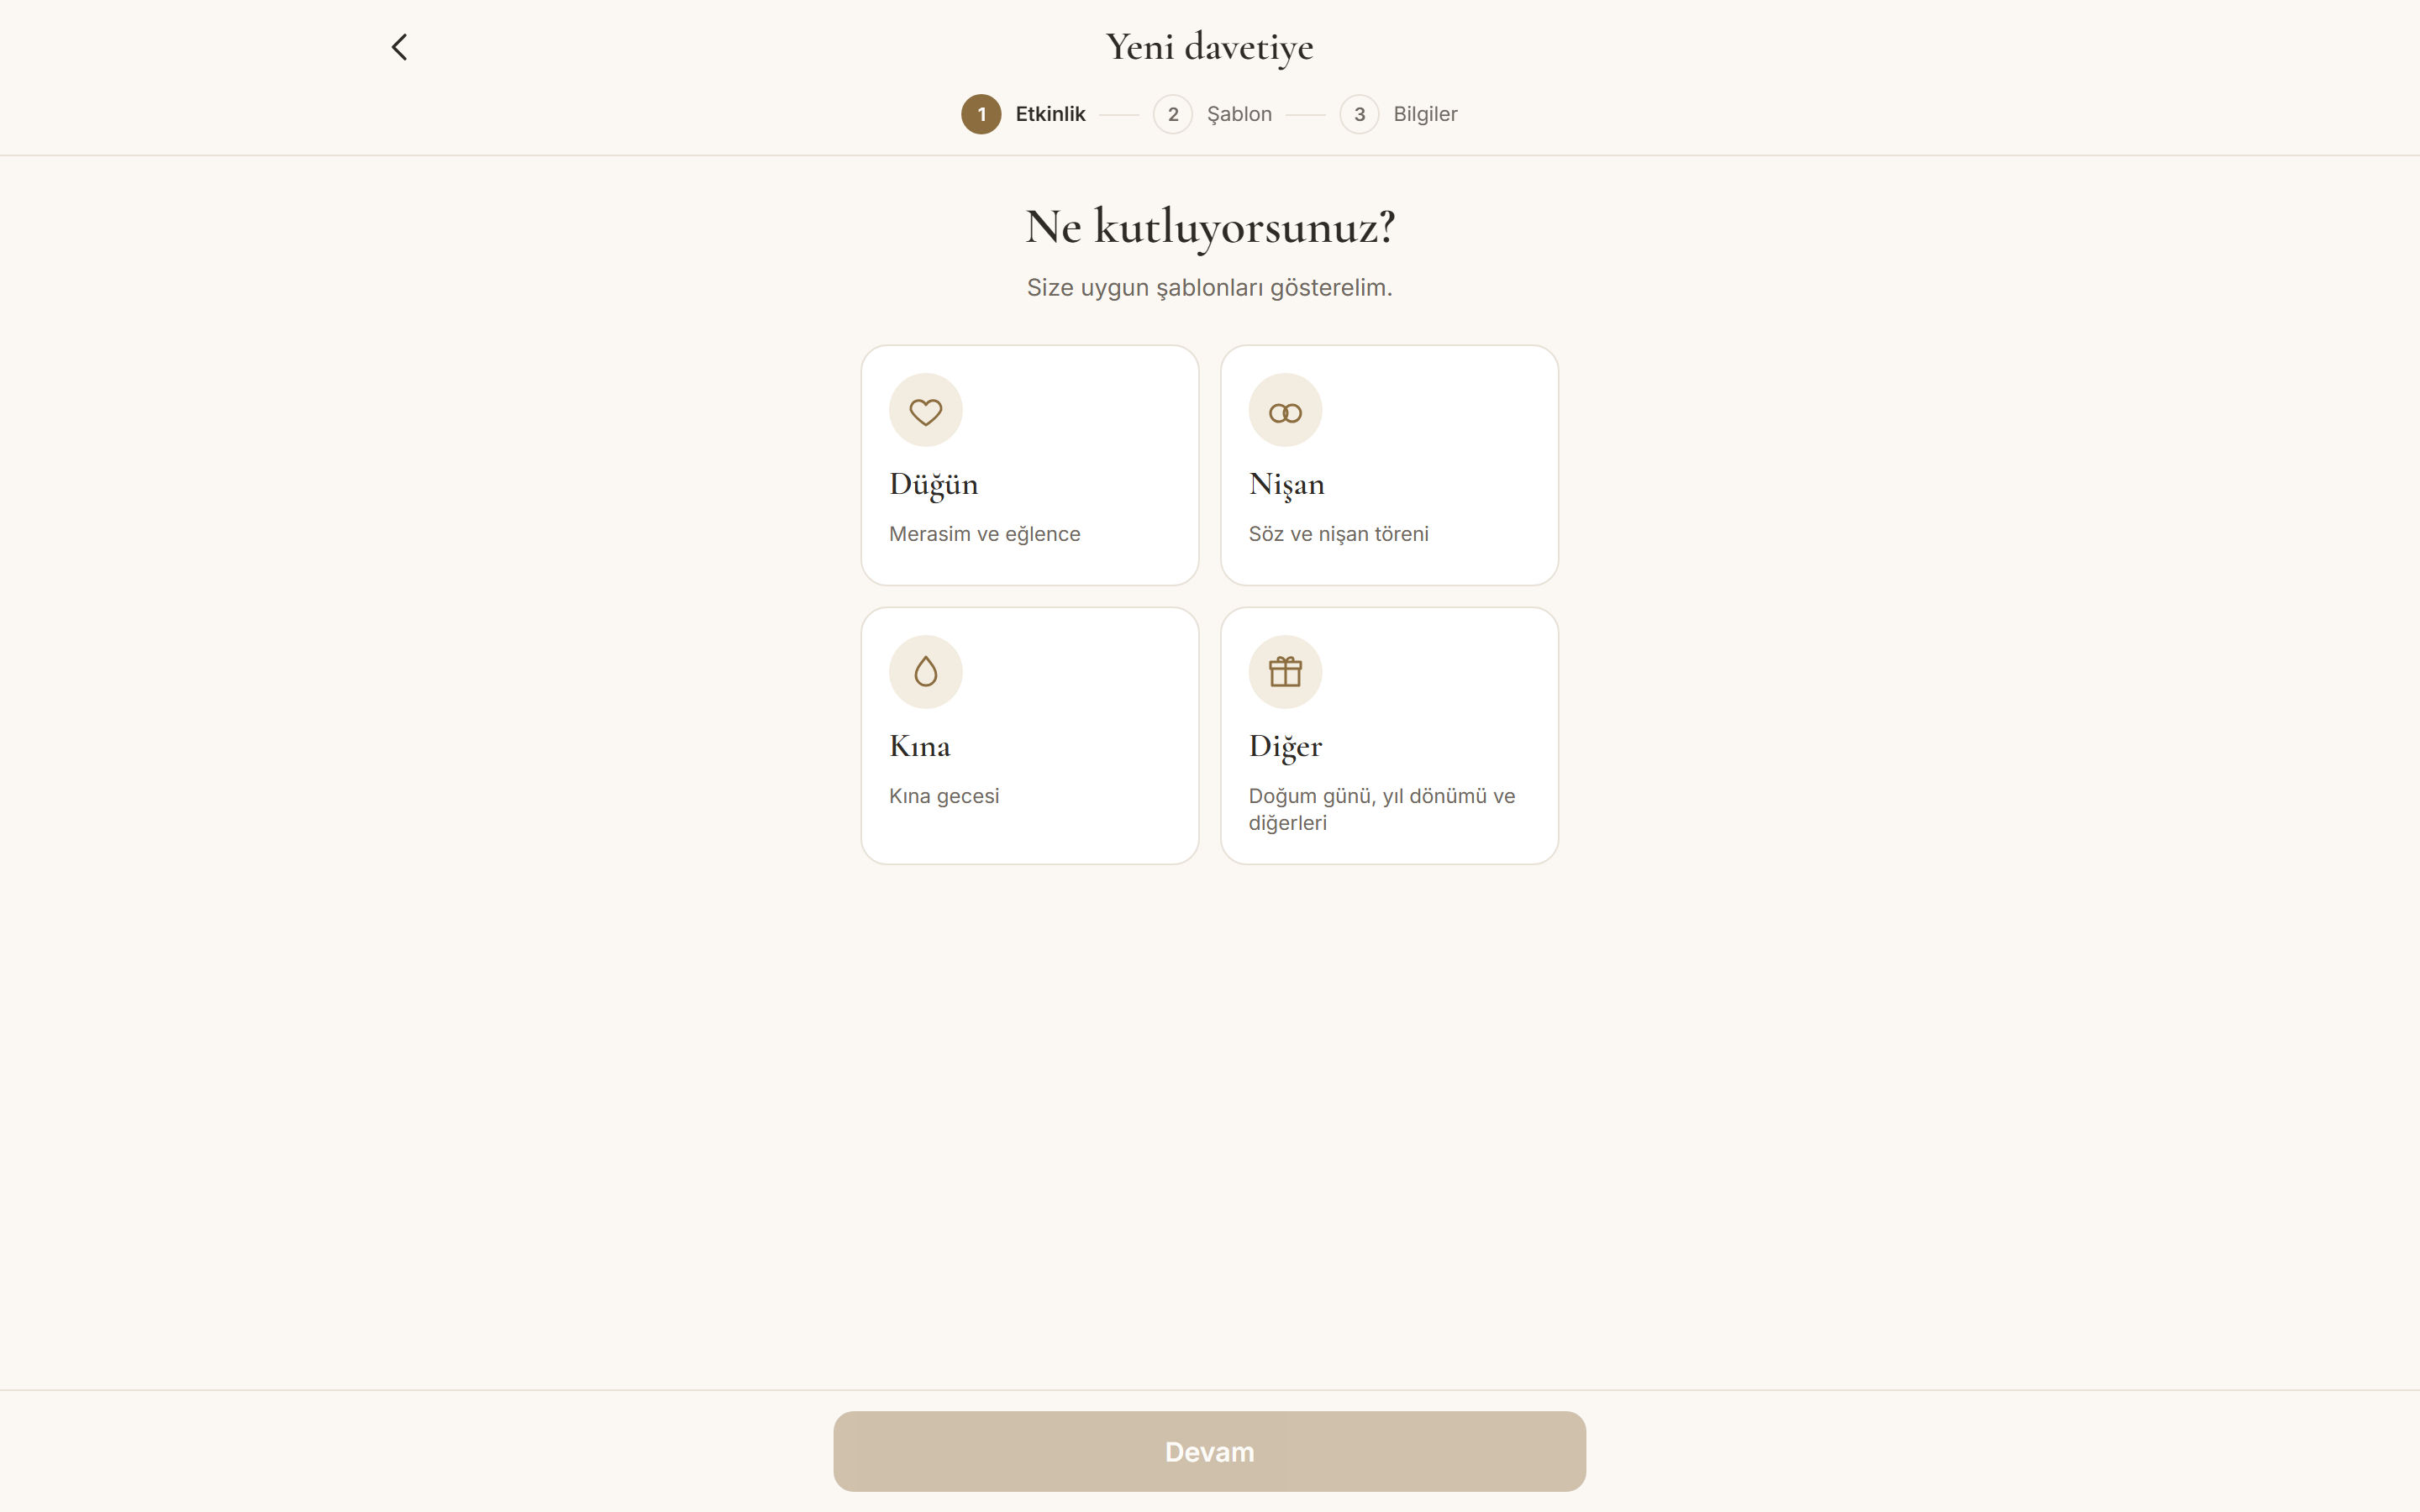 Yeni davetiye
1 Etkinlik 2 Şablon 3 Bilgiler
Ne kutluyorsunuz?
Size uygun şablonları gösterelim.
Düğün
Merasim ve eğlence
Nişan
Söz ve nişan töreni
Kına
Kına gecesi
Diğer
Doğum günü, yıl dönümü ve
diğerleri
Devam